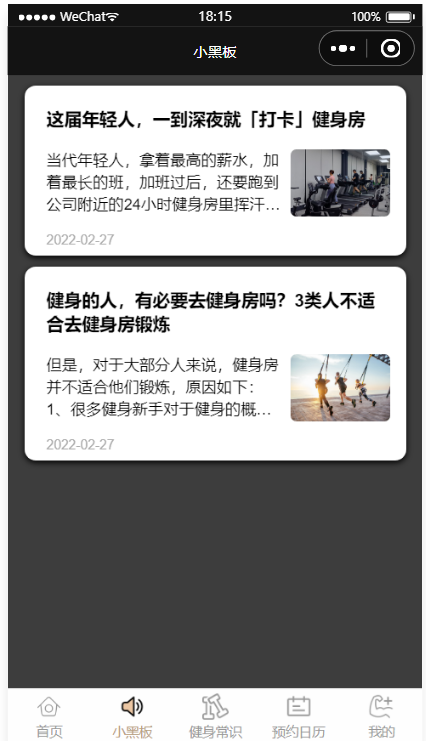 WeChat
18:15
100%
小黑板
这届年轻人，一到深夜就「打卡」健身房
当代年轻人，拿着最高的薪水，加
着最长的班，加班过后，还要跑到
公司附近的24小时健身房里挥汗…
2022-02-27
健身的人，有必要去健身房吗？3类人不适
合去健身房锻炼
但是，对于大部分人来说，健身房
并不适合他们锻炼，原因如下：
1、很多健身新手对于健身的概…
2022-02-27
首页
小黑板
健身常识
预约日历
我的